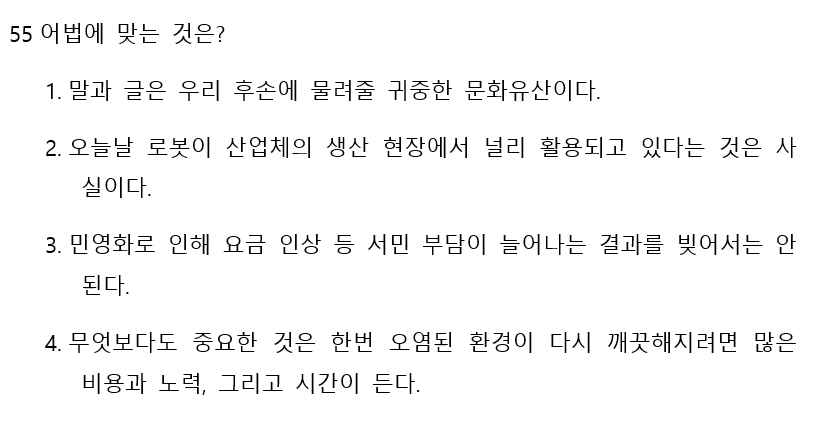 55 어법에 맞는 것은?
1. 말과 글은 우리 후손에 물려줄 귀중한 문화유산이다.
2. 오늘날 로봇이 산업체의 생산 현장에서 널리 활용되고 있다는 것은 사
실이다.
3. 민영화로 인해 요금 인상 등 서민 부담이 늘어나는 결과를 빚어서는 안
된다.
4. 무엇보다도 중요한 것은 한번 오염된 환경이 다시 깨끗해지려면 많은
비용과 노력, 그리고 시간이 든다.